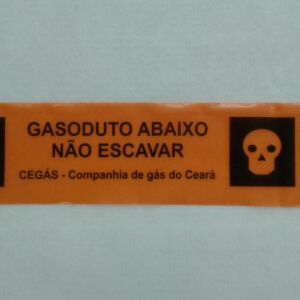 GASODUTO ABAIXO
NÃO ESCAVAR
CEGÁS - Companhia de gás do Ceará